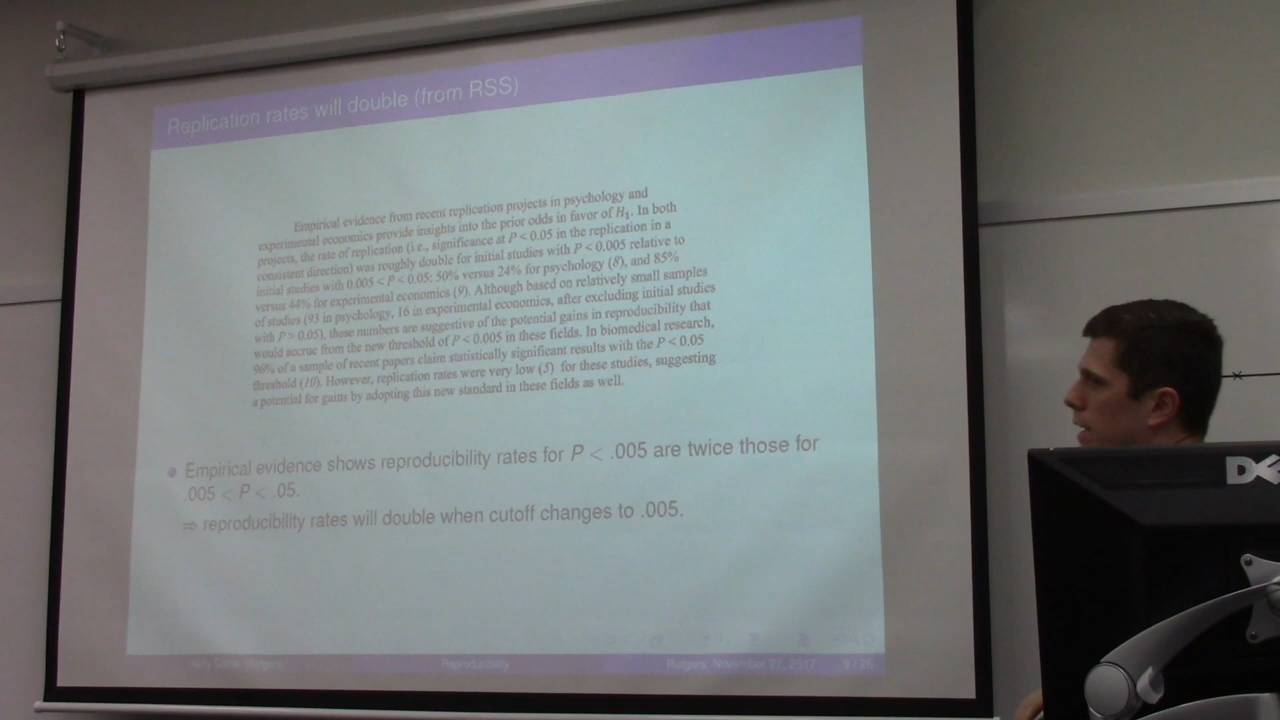 Replication rates will double (from RSS)
Empirical evidence from recent replication projects in psychology and
experimental economics provide insights into the prior odds in favor of H₁. In both
projects, the rate of replication (i.e., significance at P < 0.05 in the replication in a
consistent direction) was roughly double for initial studies with P < 0.005 relative to
initial studies with 0.005 < P < 0.05: 50% versus 24% for psychology (8), and 85%
versus 44% for experimental economics (9). Although based on relatively small samples
of studies (93 in psychology, 16 in experimental economics, after excluding initial studies
with P > 0.05), these numbers are suggestive of the potential gains in reproducibility that
would accrue from the new threshold of P < 0.005 in these fields. In biomedical research,
96% of a sample of recent papers claim statistically significant results with the P < 0.05
threshold (10). However, replication rates were very low (5) for these studies, suggesting
a potential for gains by adopting this new standard in these fields as well.
• Empirical evidence shows reproducibility rates for P < .005 are twice those for
.005 < P < .05.
⇒ reproducibility rates will double when cutoff changes to .005.
(Rutgers) Reproducibility Rutgers, November 27, 2017 9 / 25
DELL